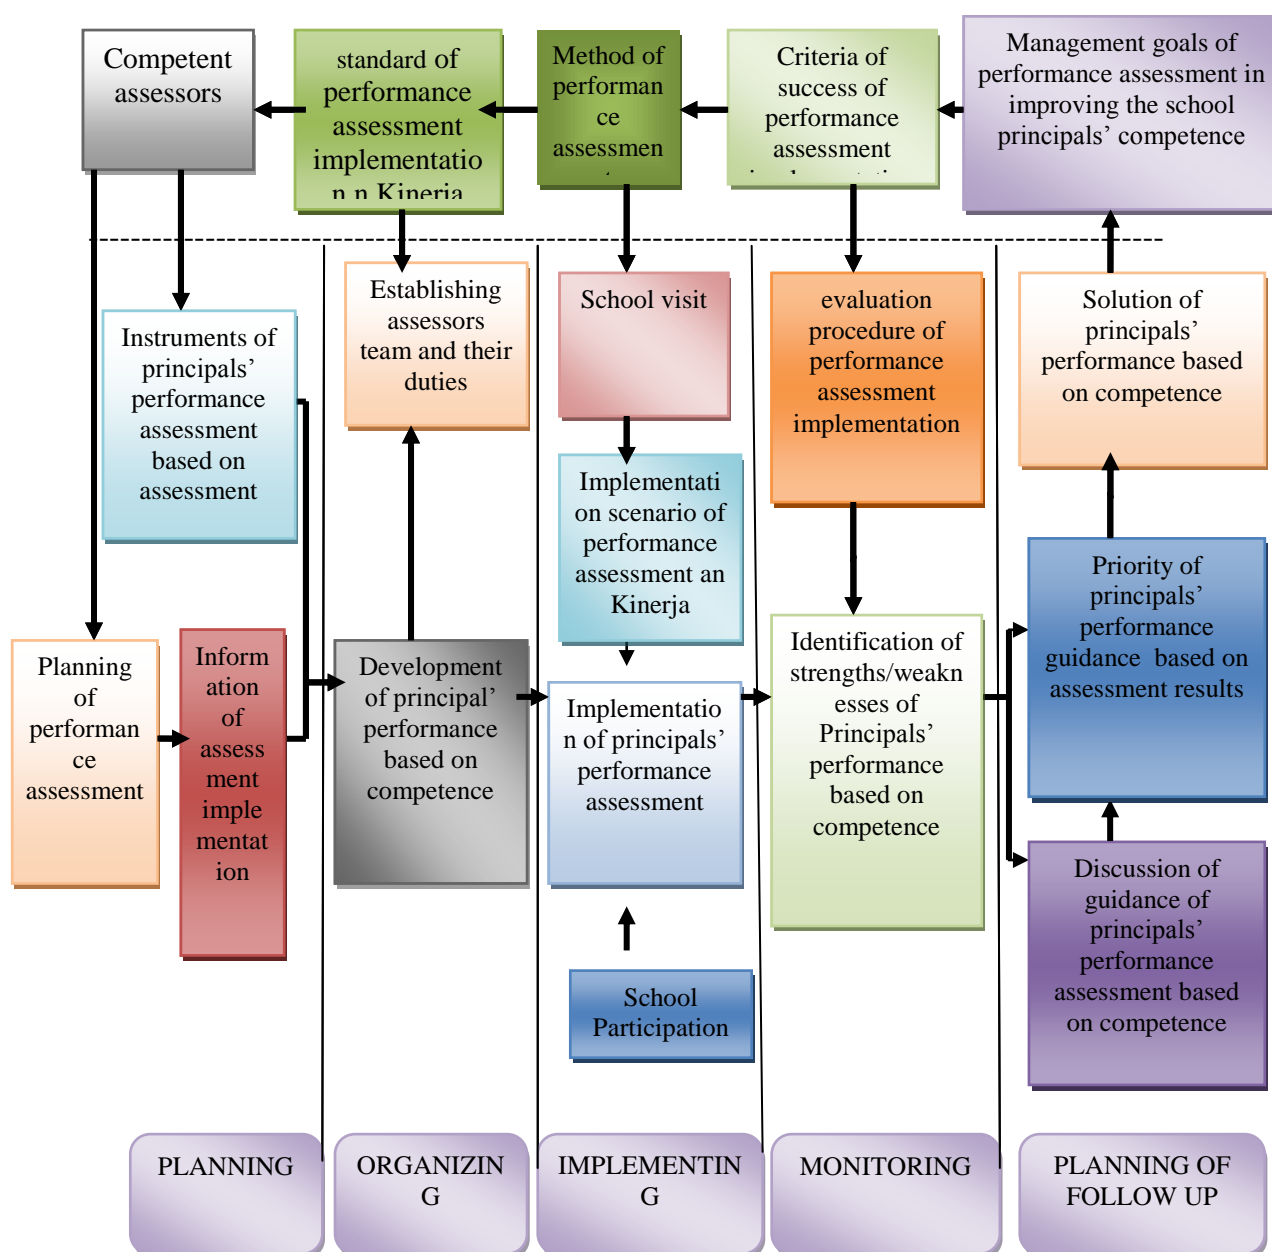 Competent
assessors
standard of
performance
assessment
implementatio
n n Kinerja
Method of
performan
ce
assessmen
Criteria of
success of
performance
assessment
Management goals of
performance assessment in
improving the school
principals’ competence
Instruments of
principals’
performance
assessment
based on
assessment
Establishing
assessors
team and their
duties
School visit
evaluation
procedure of
performance
assessment
implementation
Solution of
principals’
performance based
on competence
Implementati
on scenario of
performance
assessment an
Kinerja
Priority of
principals’
performance
guidance based on
assessment results
Planning
of
performan
ce
assessment
Inform
ation
of
assess
ment
imple
mentat
ion
Development
of principal’
performance
based on
competence
Implementatio
n of principals’
performance
assessment
Identification of
strengths/weakn
esses of
Principals’
performance
based on
competence
Discussion of
guidance of
principals’
performance
assessment based
on competence
School
Participation
PLANNING
ORGANIZIN
G
IMPLEMENTIN
G
MONITORING
PLANNING OF
FOLLOW UP